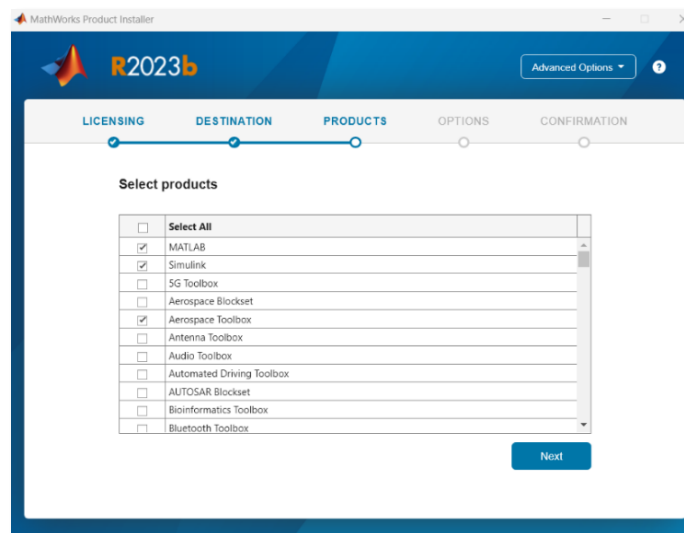 MathWorks Product Installer
R2023b
Advanced Options
?
LICENSING DESTINATION PRODUCTS OPTIONS CONFIRMATION
Select products
Select All
MATLAB
Simulink
5G Toolbox
Aerospace Blockset
Aerospace Toolbox
Antenna Toolbox
Audio Toolbox
Automated Driving Toolbox
AUTOSAR Blockset
Bioinformatics Toolbox
Bluetooth Toolbox
Next